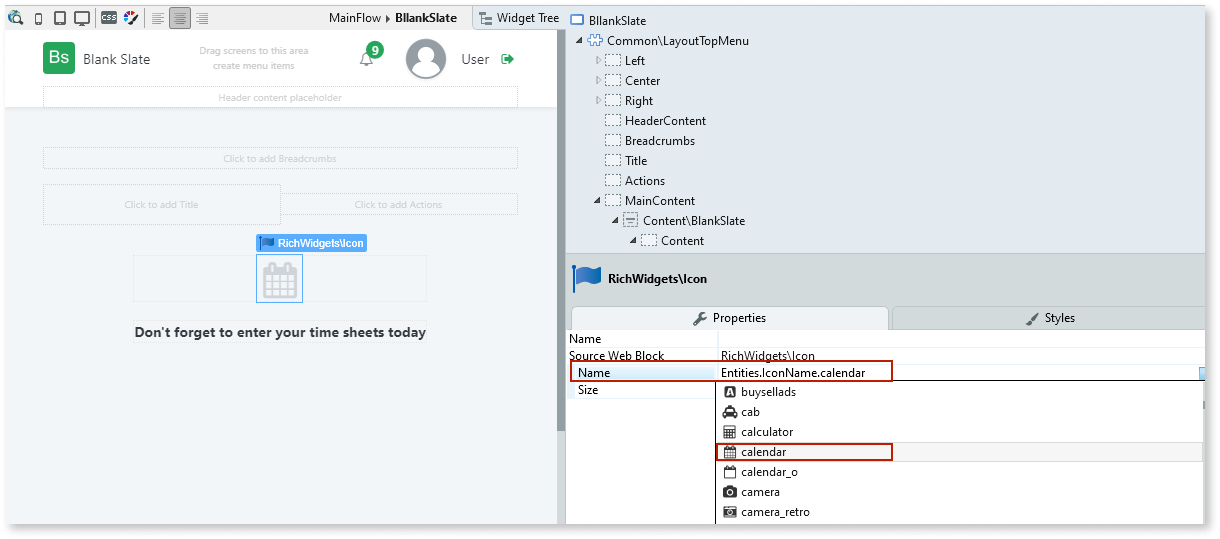 css
MainFlow ▸ BllankSlate
Widget Tree
Bs
Blank Slate
Drag screens to this area
create menu items
9
User
Header content placeholder
Click to add Breadcrumbs
Click to add Title
Click to add Actions
RichWidgets\Icon
Don't forget to enter your time sheets today
BllankSlate
Common\LayoutTopMenu
Left
Center
Right
HeaderContent
Breadcrumbs
Title
Actions
MainContent
Content\BlankSlate
Content
RichWidgets\Icon
Properties
Styles
Name
Source Web Block RichWidgets\Icon
Name Entities.IconName.calendar
Size
buysellads
cab
calculator
calendar
calendar_o
camera
camera_retro